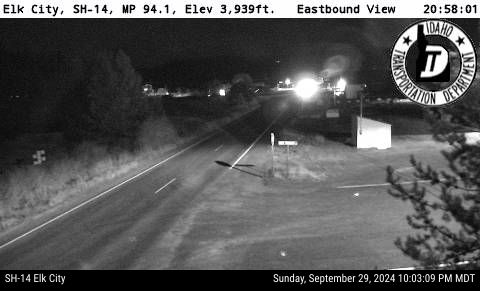 Elk City, SH-14, MP 94.1, Elev 3,939ft.   Eastbound View   20:58:01
IDAHO
TRANSPORTATION DEPARTMENT
SH-14 Elk City
Sunday, September 29, 2024 10:03:09 PM MDT